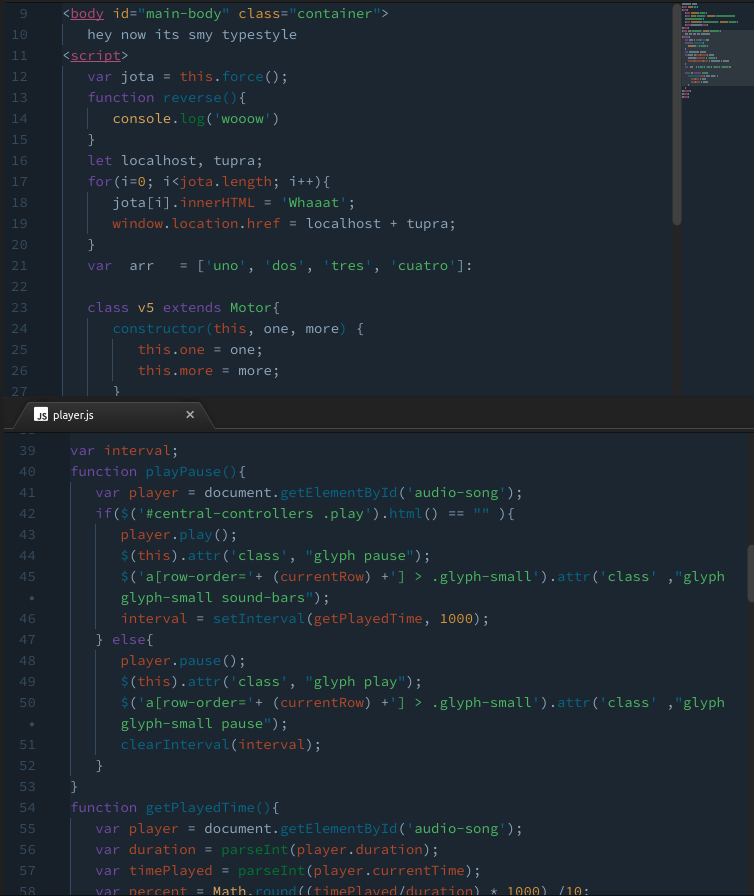 9 <body id="main-body" class="container">
10 hey now its smy typestyle
11 <script>
12 var jota = this.force();
13 function reverse(){
14 console.log('wooow')
15 }
16 let localhost, tupra;
17 for(i=0; i<jota.length; i++){
18 jota[i].innerHTML = 'Whaaat';
19 window.location.href = localhost + tupra;
20 }
21 var arr = ['uno', 'dos', 'tres', 'cuatro']:
22
23 class v5 extends Motor{
24 constructor(this, one, more) {
25 this.one = one;
26 this.more = more;
27 }
JS player.js ×
39 var interval;
40 function playPause(){
41 var player = document.getElementById('audio-song');
42 if($('#central-controllers .play').html() == "" ){
43 player.play();
44 $(this).attr('class', "glyph pause");
45 $('a[row-order='+ (currentRow) +'] > .glyph-small').attr('class' ,"glyph
• glyph-small sound-bars");
46 interval = setInterval(getPlayedTime, 1000);
47 } else{
48 player.pause();
49 $(this).attr('class', "glyph play");
50 $('a[row-order='+ (currentRow) +'] > .glyph-small').attr('class' ,"glyph
• glyph-small pause");
51 clearInterval(interval);
52 }
53 }
54 function getPlayedTime(){
55 var player = document.getElementById('audio-song');
56 var duration = parseInt(player.duration);
57 var timePlayed = parseInt(player.currentTime);
58 var percent = Math.round((timePlayed/duration) * 1000) /10;